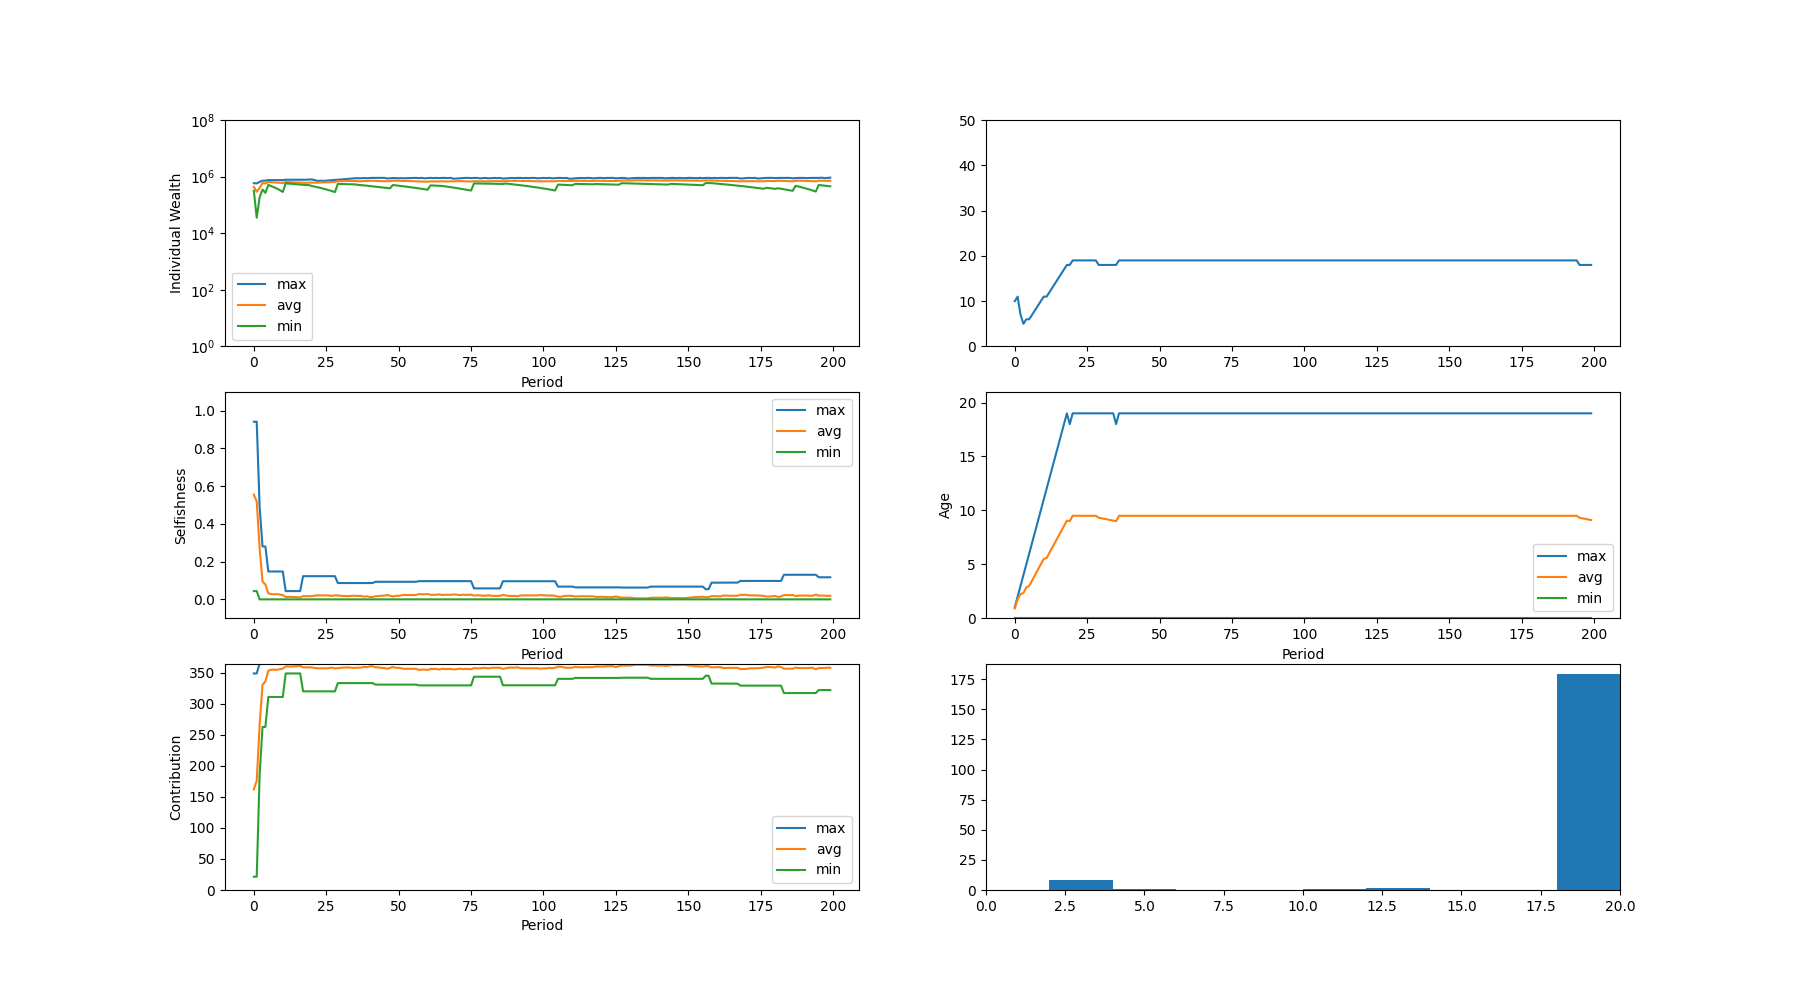 10^8
10^6
10^4
10^2
10^0
Individual Wealth
max
avg
min
0 25 50 75 100 125 150 175 200
Period
50
40
30
20
10
0
0 25 50 75 100 125 150 175 200
1.0
0.8
0.6
0.4
0.2
0.0
Selfishness
max
avg
min
0 25 50 75 100 125 150 175 200
Period
20
15
10
5
0
Age
max
avg
min
0 25 50 75 100 125 150 175 200
Period
350
300
250
200
150
100
50
0
Contribution
max
avg
min
0 25 50 75 100 125 150 175 200
Period
175
150
125
100
75
50
25
0
0.0 2.5 5.0 7.5 10.0 12.5 15.0 17.5 20.0